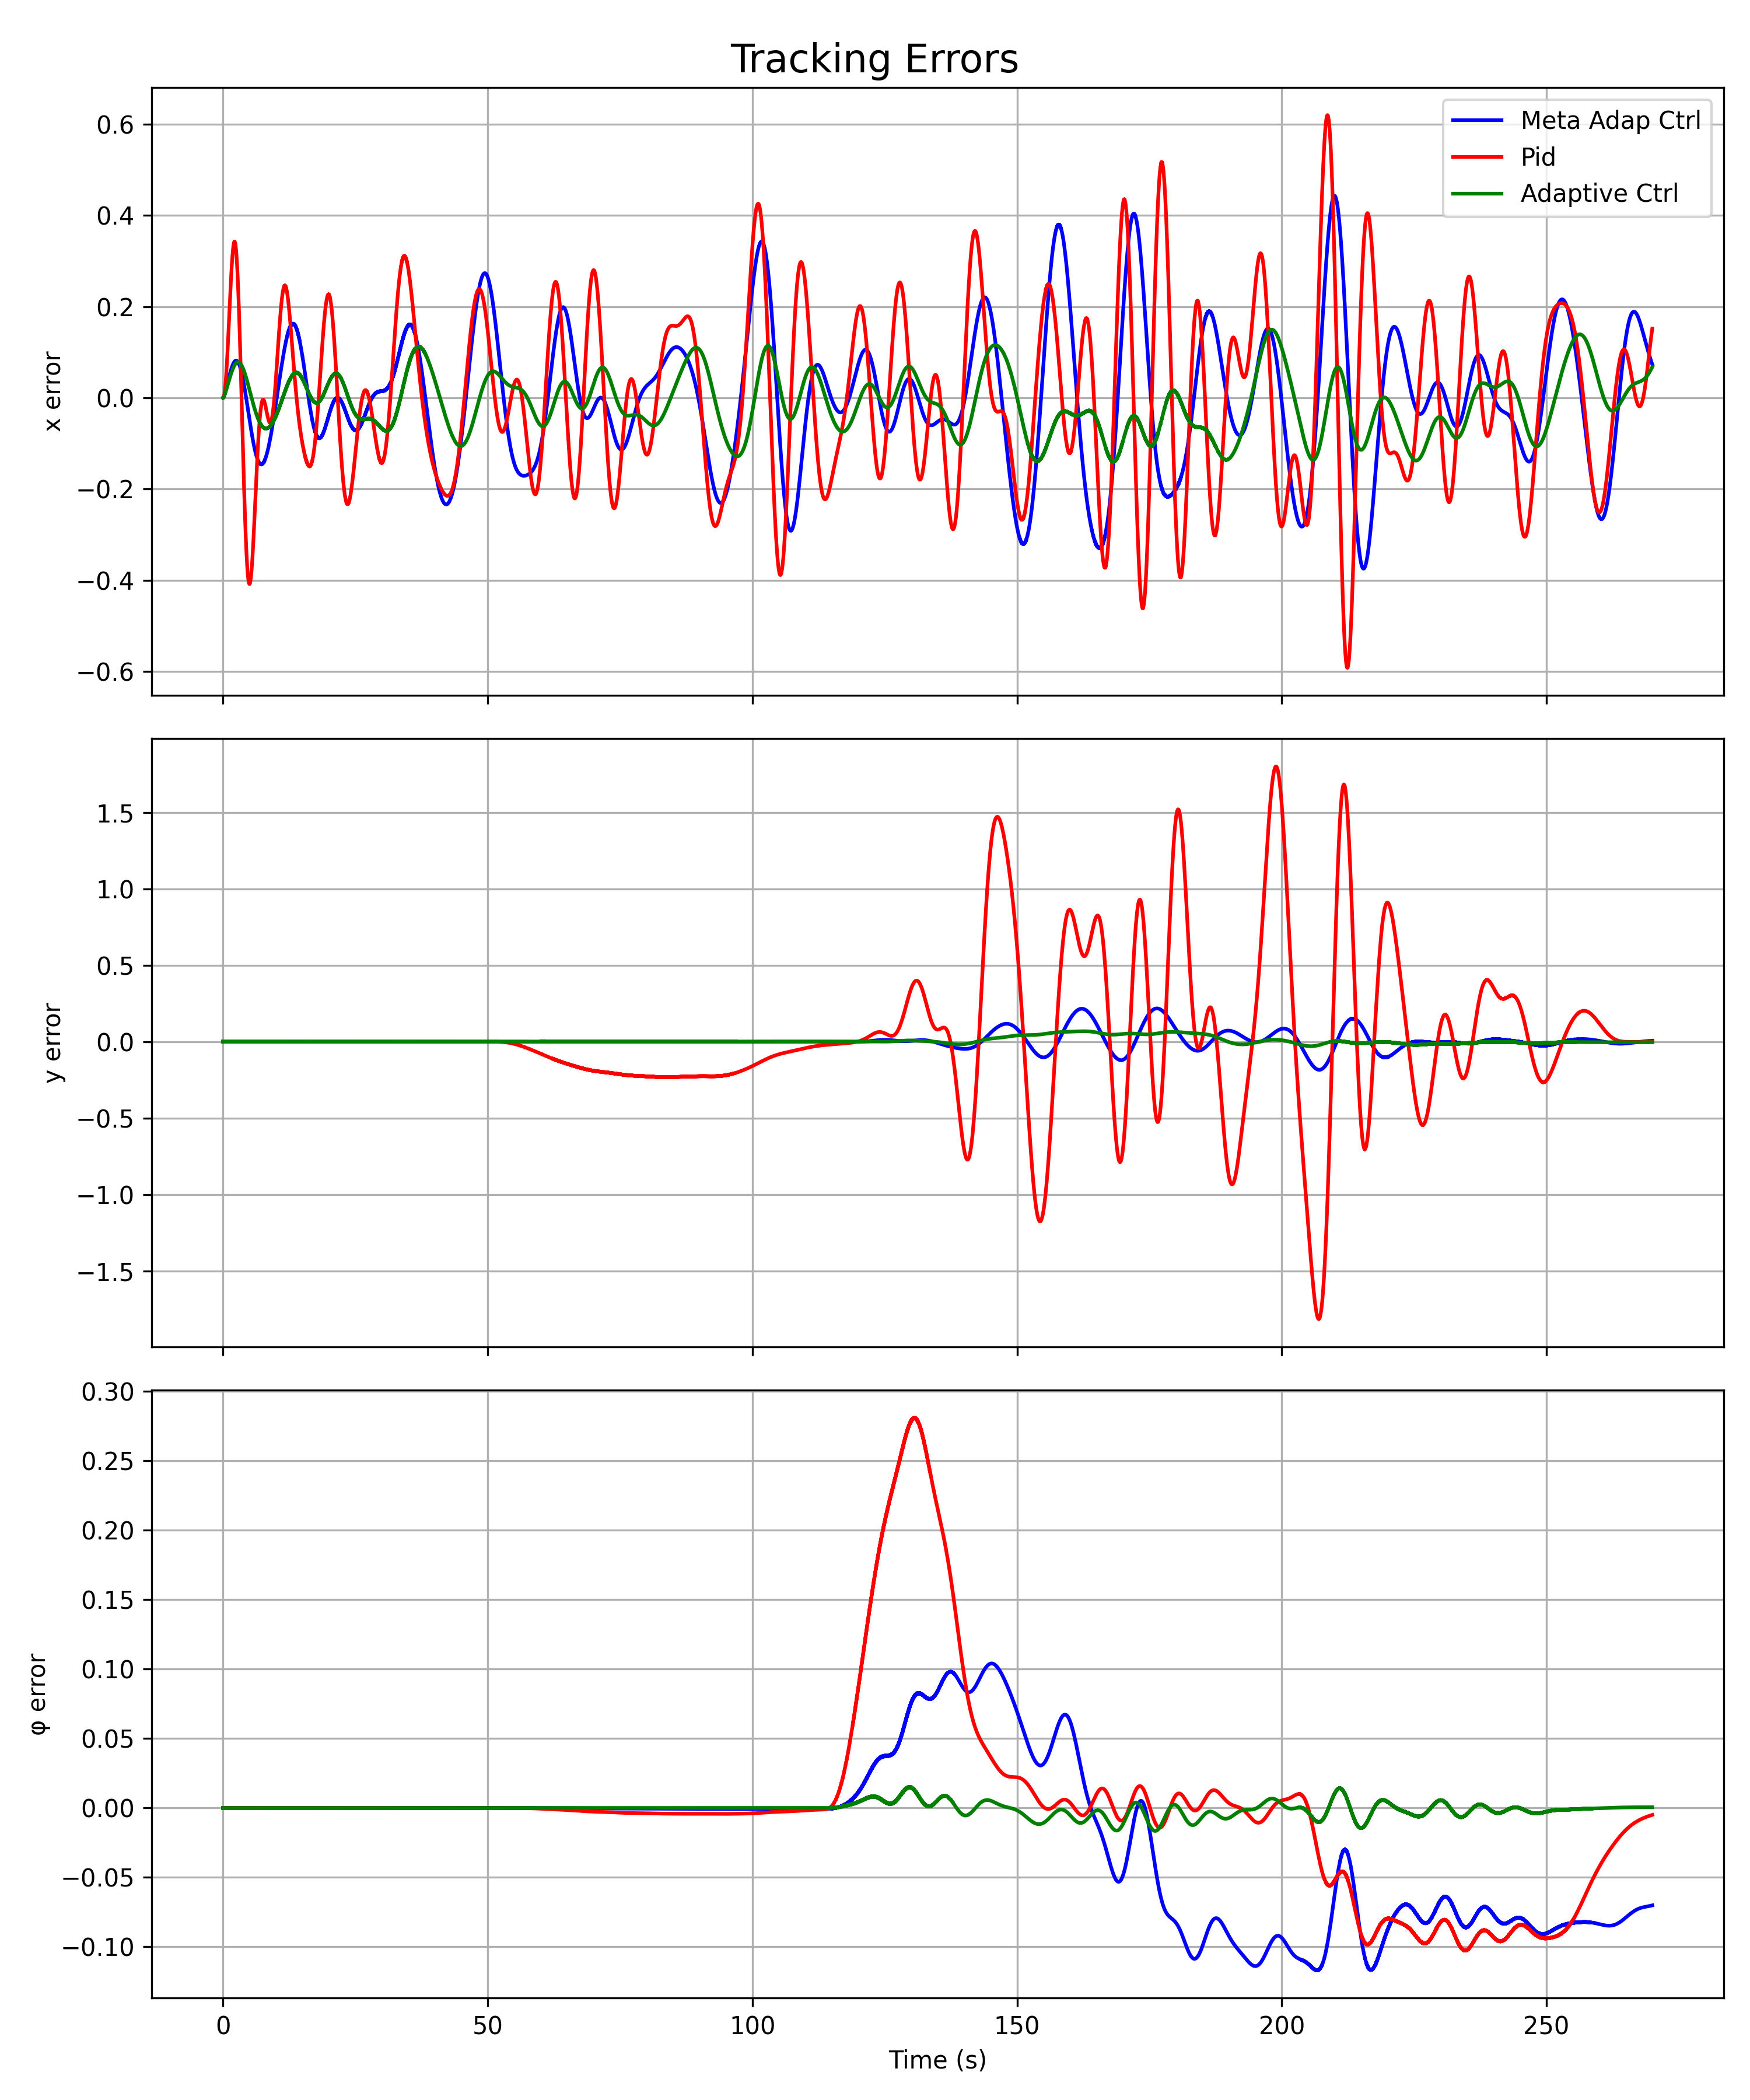 Tracking Errors
0.6
0.4
0.2
0.0
−0.2
−0.4
−0.6
x error
Meta Adap Ctrl
Pid
Adaptive Ctrl
1.5
1.0
0.5
0.0
−0.5
−1.0
−1.5
y error
0.30
0.25
0.20
0.15
0.10
0.05
0.00
−0.05
−0.10
φ error
0 50 100 150 200 250
Time (s)